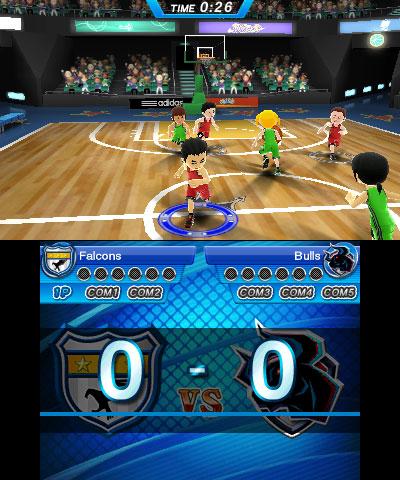 TIME 0:26
adidas
Falcons
Bulls
1P COM1 COM2
COM3 COM4 COM5
0 - 0
VS